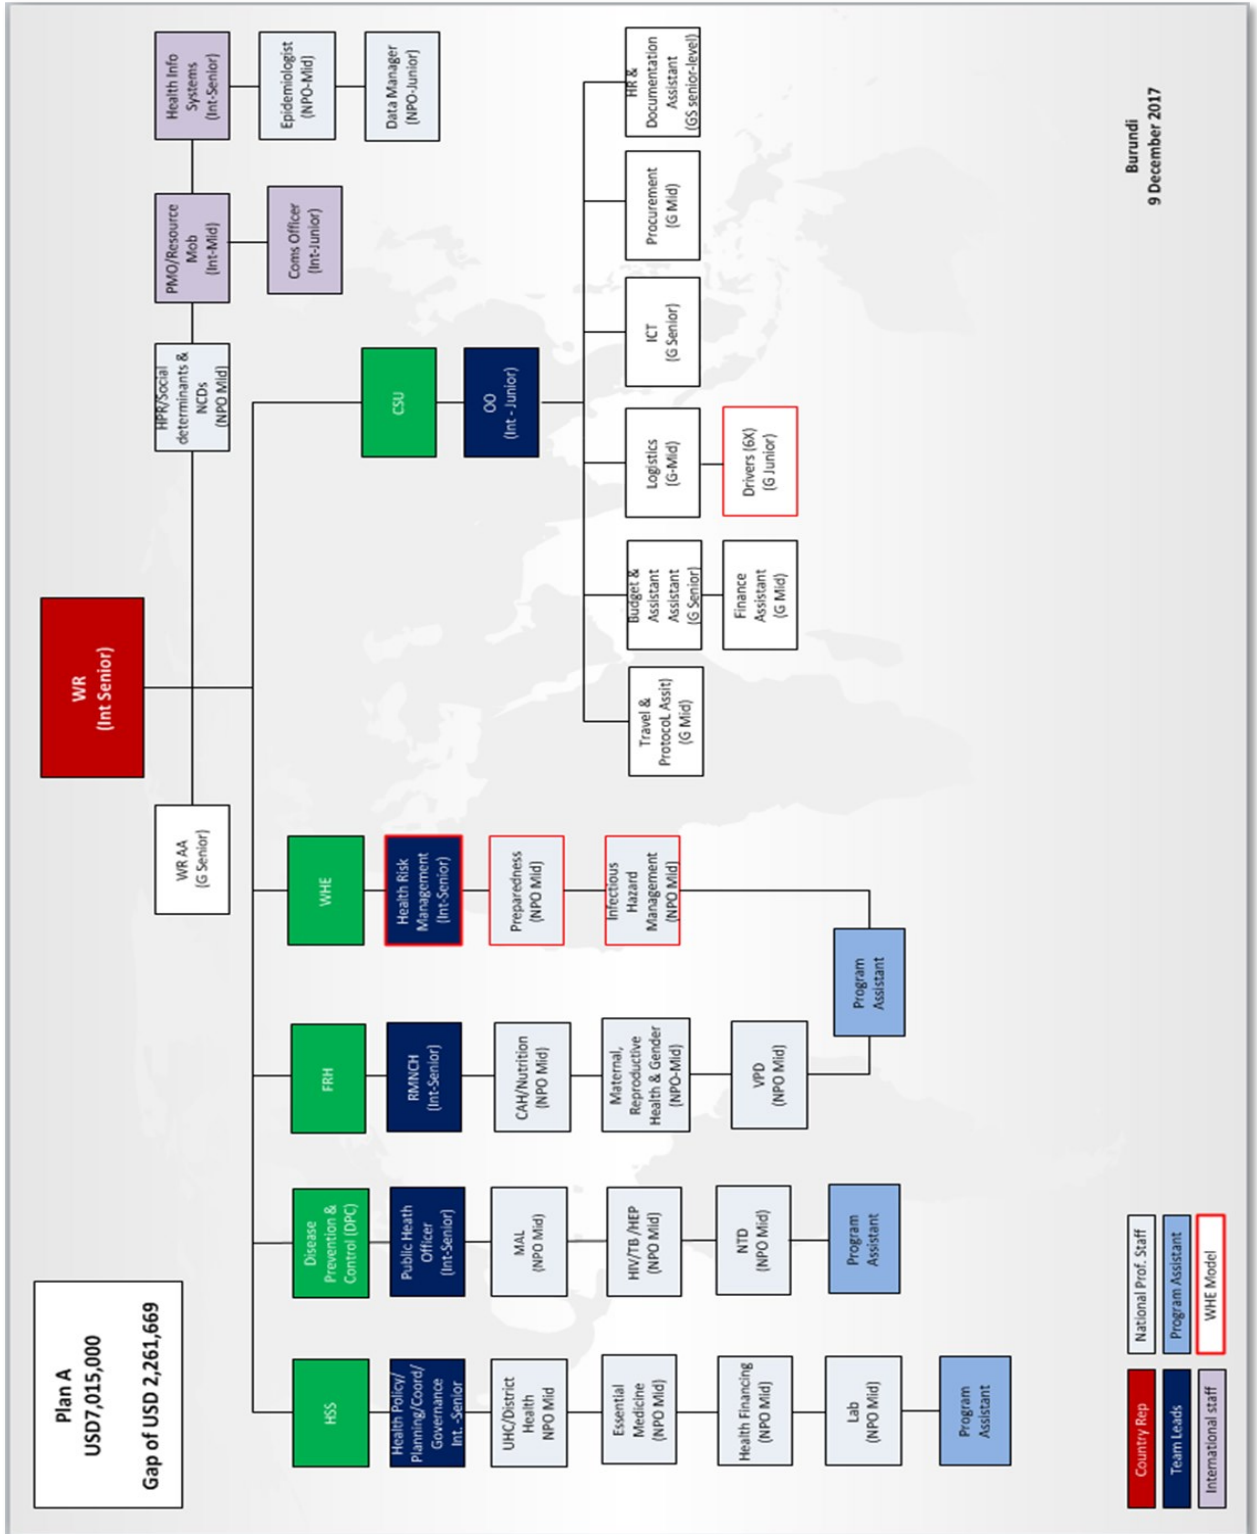 Plan A
USD7,015,000
Gap of USD 2,261,669
WR
(Int Senior)
WR AA
(G Senior)
HPR/Social
determinants &
NCDs
(NPO Mid)
PMO/Resource
Mob
(Int-Mid)
Health Info
Systems
(Int-Senior)
Coms Officer
(Int-Junior)
Epidemiologist
(NPO-Mid)
Data Manager
(NPO-Junior)
HSS
Health Policy/
Planning/Coord/
Governance
Int. -Senior
UHC/District
Health
NPO Mid
Essential
Medicine
(NPO Mid)
Health Financing
(NPO Mid)
Lab
(NPO Mid)
Program
Assistant
Disease
Prevention &
Control (DPC)
Public Heath
Officer
(Int-Senior)
MAL
(NPO Mid)
HIV/TB /HEP
(NPO Mid)
NTD
(NPO Mid)
Program
Assistant
FRH
RMNCH
(Int-Senior)
CAH/Nutrition
(NPO Mid)
Maternal,
Reproductive
Health & Gender
(NPO-Mid)
VPD
(NPO Mid)
WHE
Health Risk
Management
(Int-Senior)
Preparedness
(NPO Mid)
Infectious
Hazard
Management
(NPO Mid)
Program
Assistant
CSU
OO
(Int - Junior)
Travel &
Protocol Assit)
(G Mid)
Budget &
Assistant
Assistant
(G Senior)
Finance
Assistant
(G Mid)
Logistics
(G-Mid)
Drivers (6X)
(G Junior)
ICT
(G Senior)
Procurement
(G Mid)
HR &
Documentation
Assistant
(GS senior-level)
Country Rep
National Prof. Staff
Team Leads
Program Assistant
International staff
WHE Model
Burundi
9 December 2017